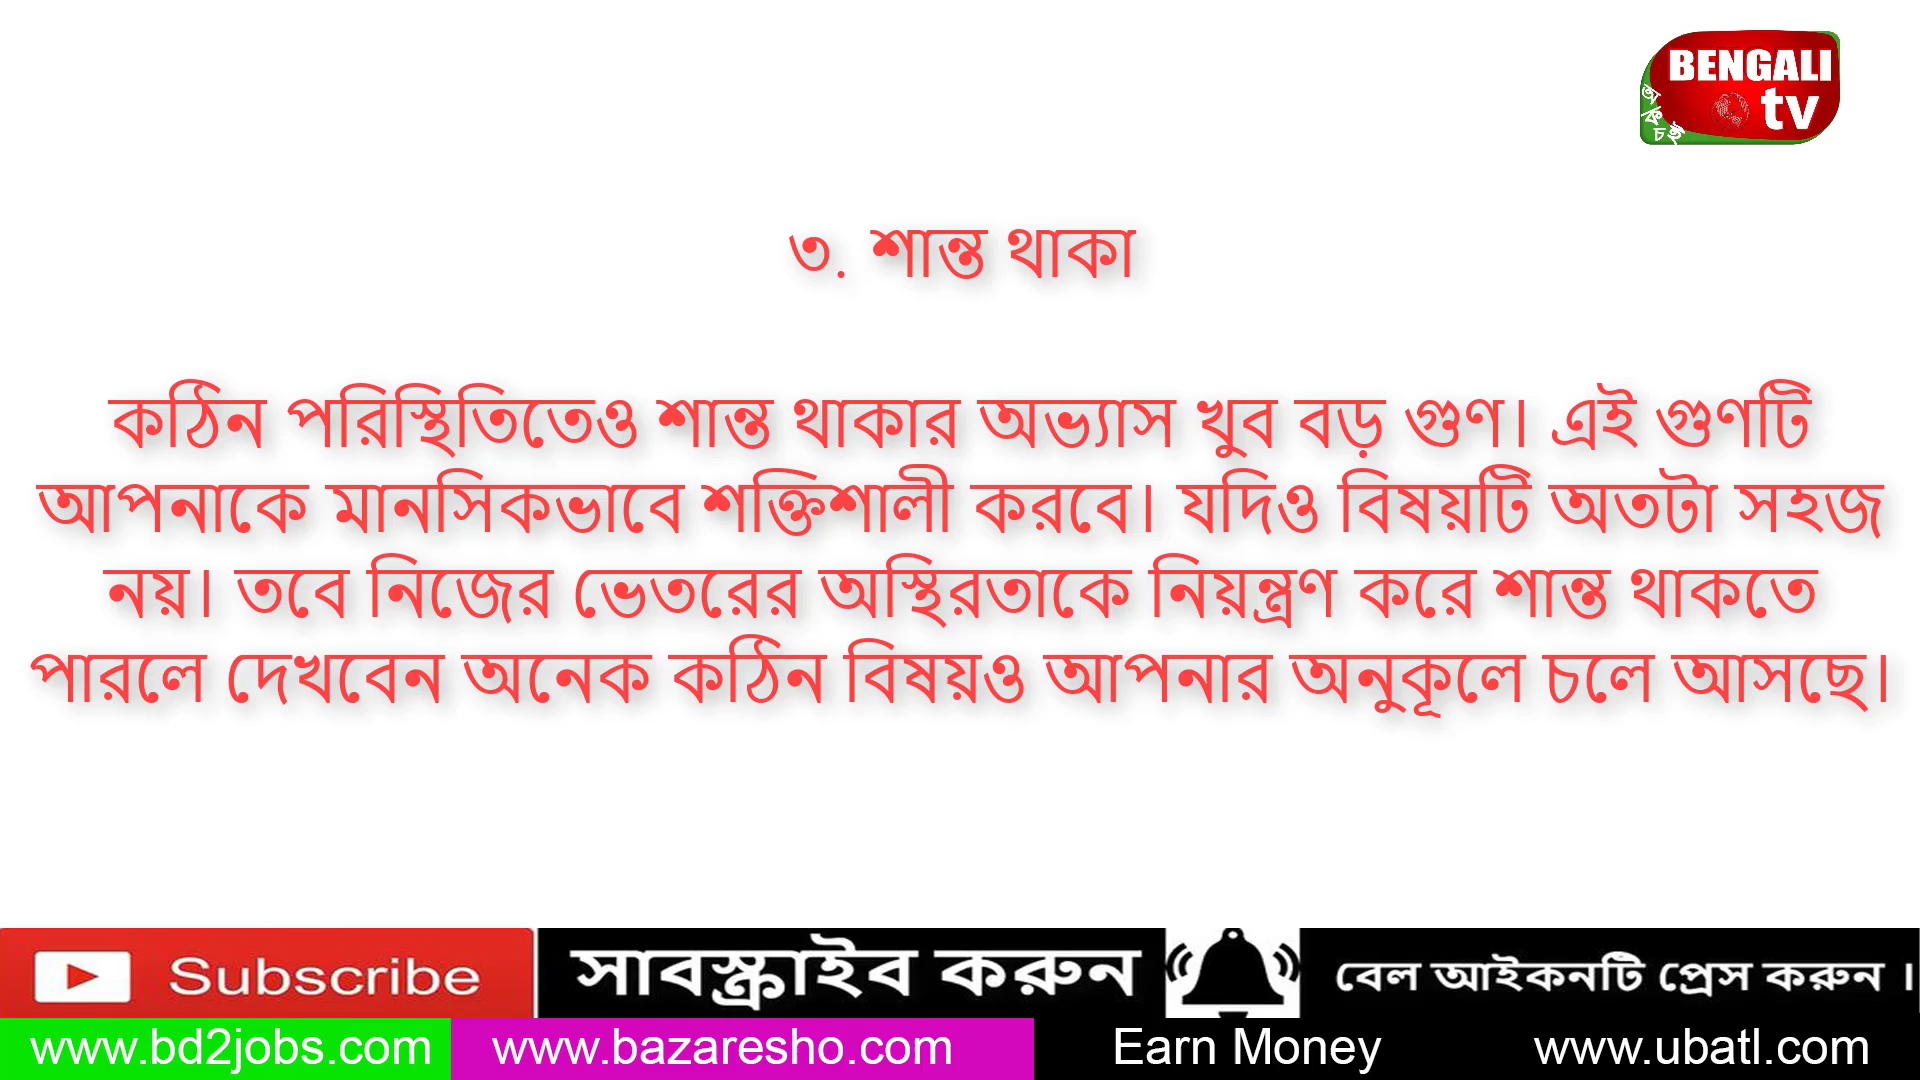 BENGALI
tv
অ
ক
চ ই
৩. শান্ত থাকা
কঠিন পরিস্থিতিতেও শান্ত থাকার অভ্যাস খুব বড় গুণ। এই গুণটি
আপনাকে মানসিকভাবে শক্তিশালী করবে। যদিও বিষয়টি অতটা সহজ
নয়। তবে নিজের ভেতরের অস্থিরতাকে নিয়ন্ত্রণ করে শান্ত থাকতে
পারলে দেখবেন অনেক কঠিন বিষয়ও আপনার অনুকূলে চলে আসছে।
Subscribe সাবস্ক্রাইব করুন বেল আইকনটি প্রেস করুন ।
www.bd2jobs.com www.bazaresho.com Earn Money www.ubatl.com